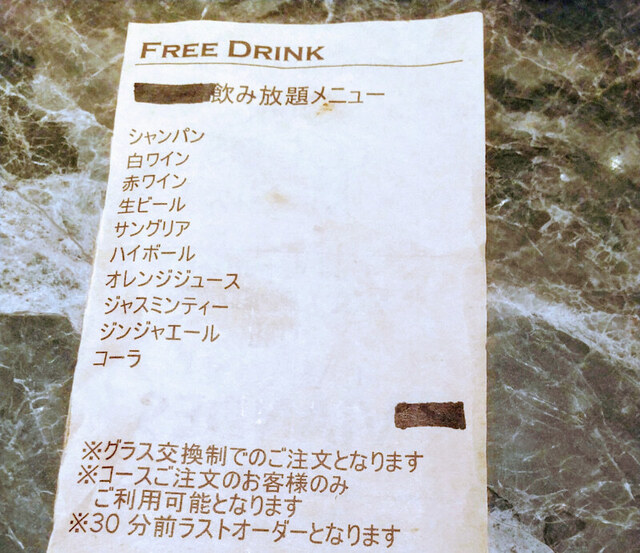 FREE DRINK
飲み放題メニュー
シャンパン
白ワイン
赤ワイン
生ビール
サングリア
ハイボール
オレンジジュース
ジャスミンティー
ジンジャエール
コーラ
※グラス交換制でのご注文となります
※コースご注文のお客様のみ
ご利用可能となります
※30分前ラストオーダーとなります